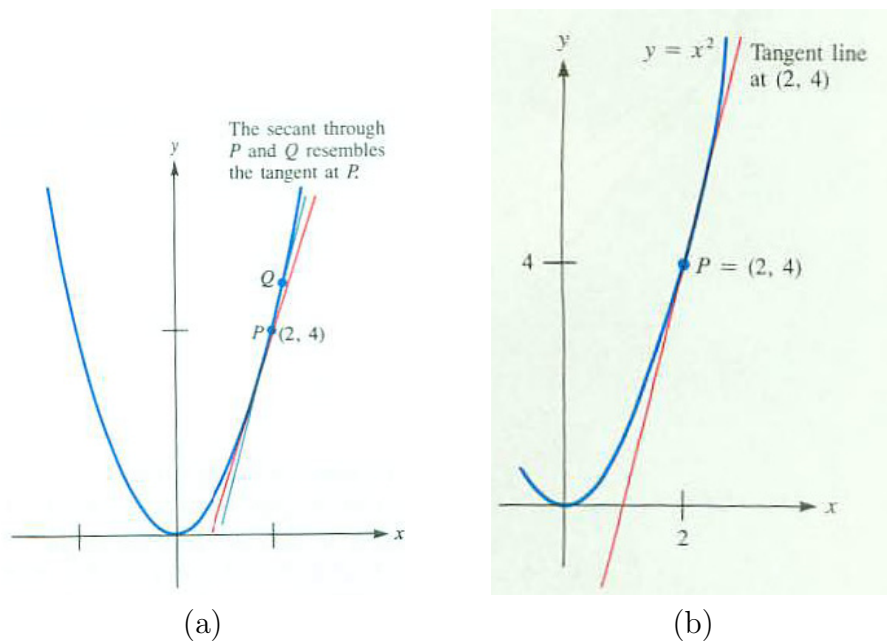 The secant through
P and Q resembles
the tangent at P.
y
Q
P
(2, 4)
x
(a)
y
y = x²
Tangent line
at (2, 4)
4
P = (2, 4)
x
2
(b)